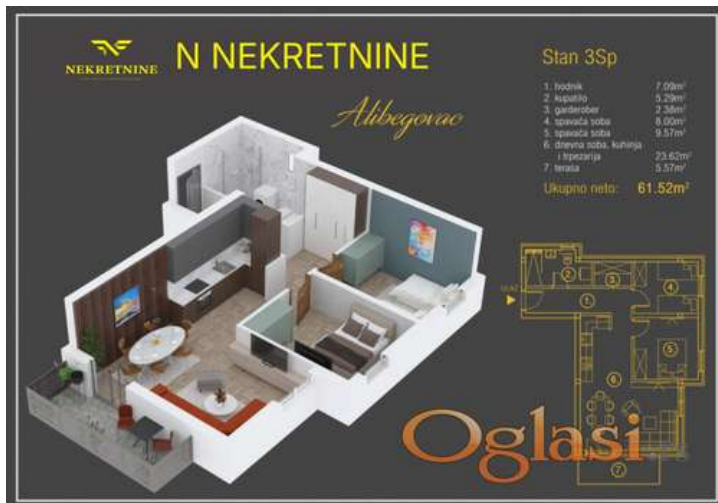 NEKRETNINE
N NEKRETNINE
Alibegovac
Stan 3Sp
1. hodnik 7.09m²
2. kupatilo 5.29m²
3. garderober 2.38m²
4. spavaća soba 8.00m²
5. spavaća soba 9.57m²
6. dnevna soba, kuhinja
i trpezarija 23.62m²
7. terasa 5.57m²
Ukupno neto: 61.52m²
ULAZ
1
2
3
4
5
6
7
Oglasi